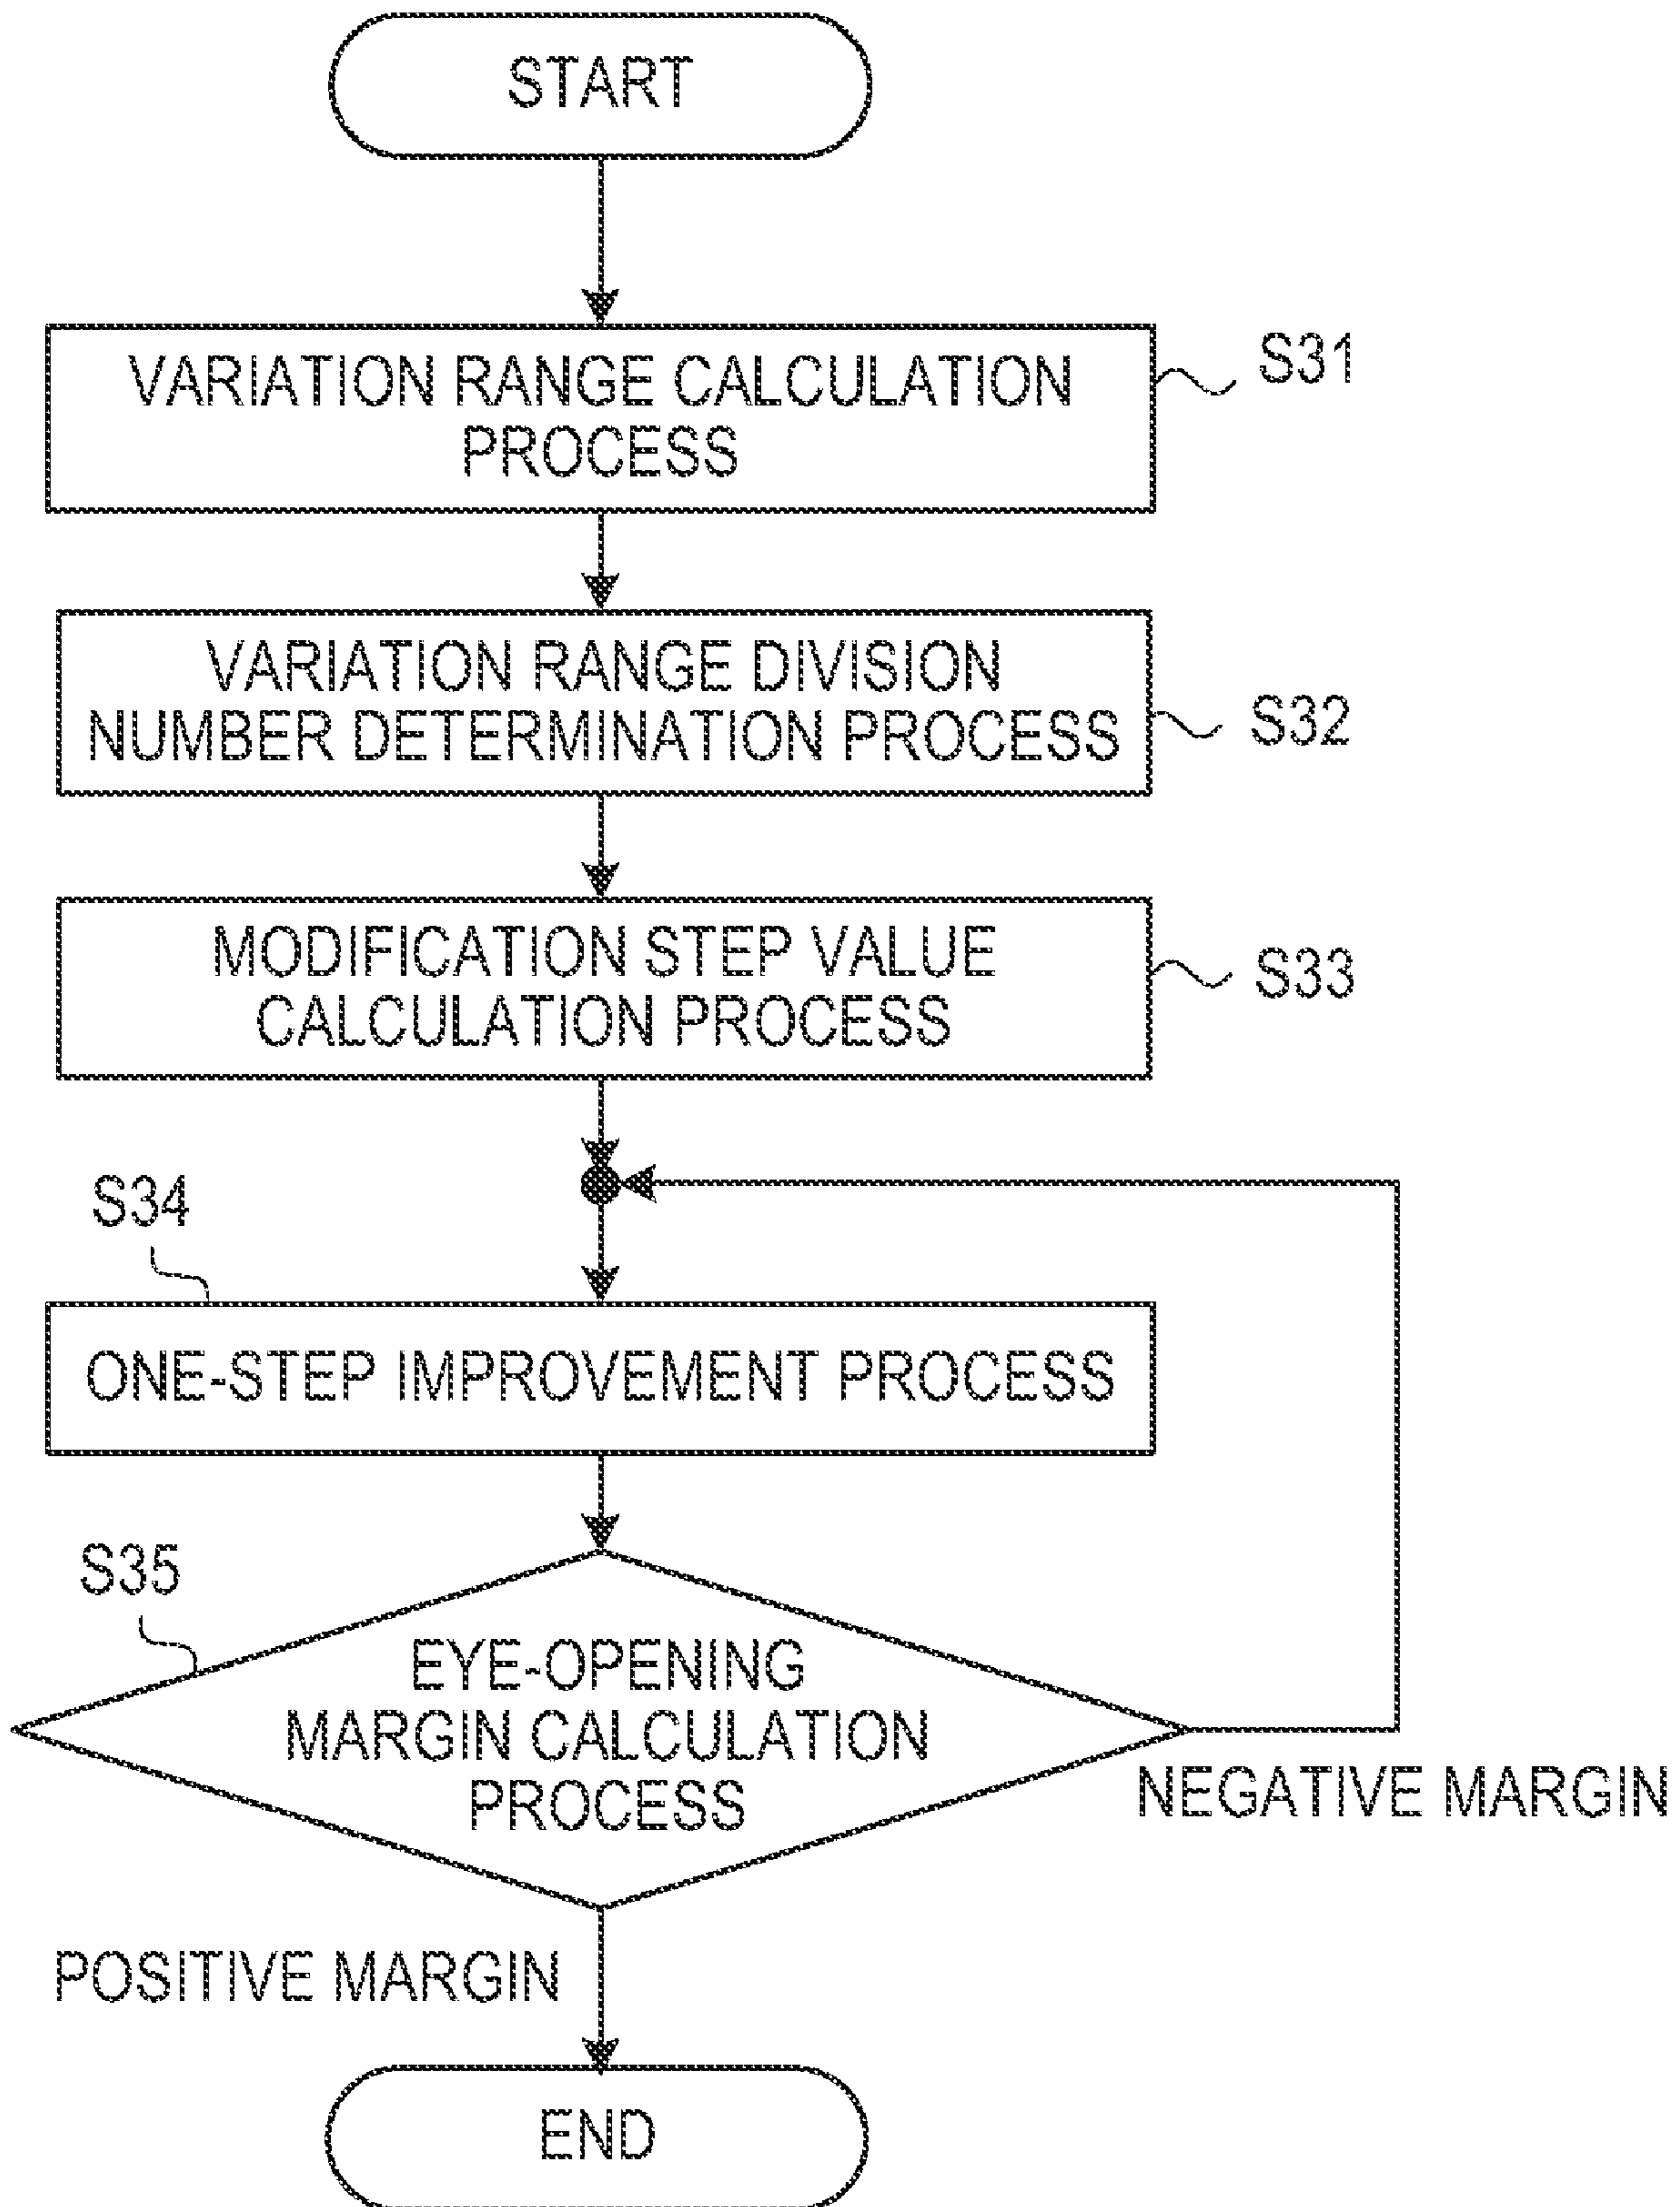 START
VARIATION RANGE CALCULATION
PROCESS
S31
VARIATION RANGE DIVISION
NUMBER DETERMINATION PROCESS
S32
MODIFICATION STEP VALUE
CALCULATION PROCESS
S33
S34
ONE-STEP IMPROVEMENT PROCESS
S35
EYE-OPENING
MARGIN CALCULATION
PROCESS
NEGATIVE MARGIN
POSITIVE MARGIN
END